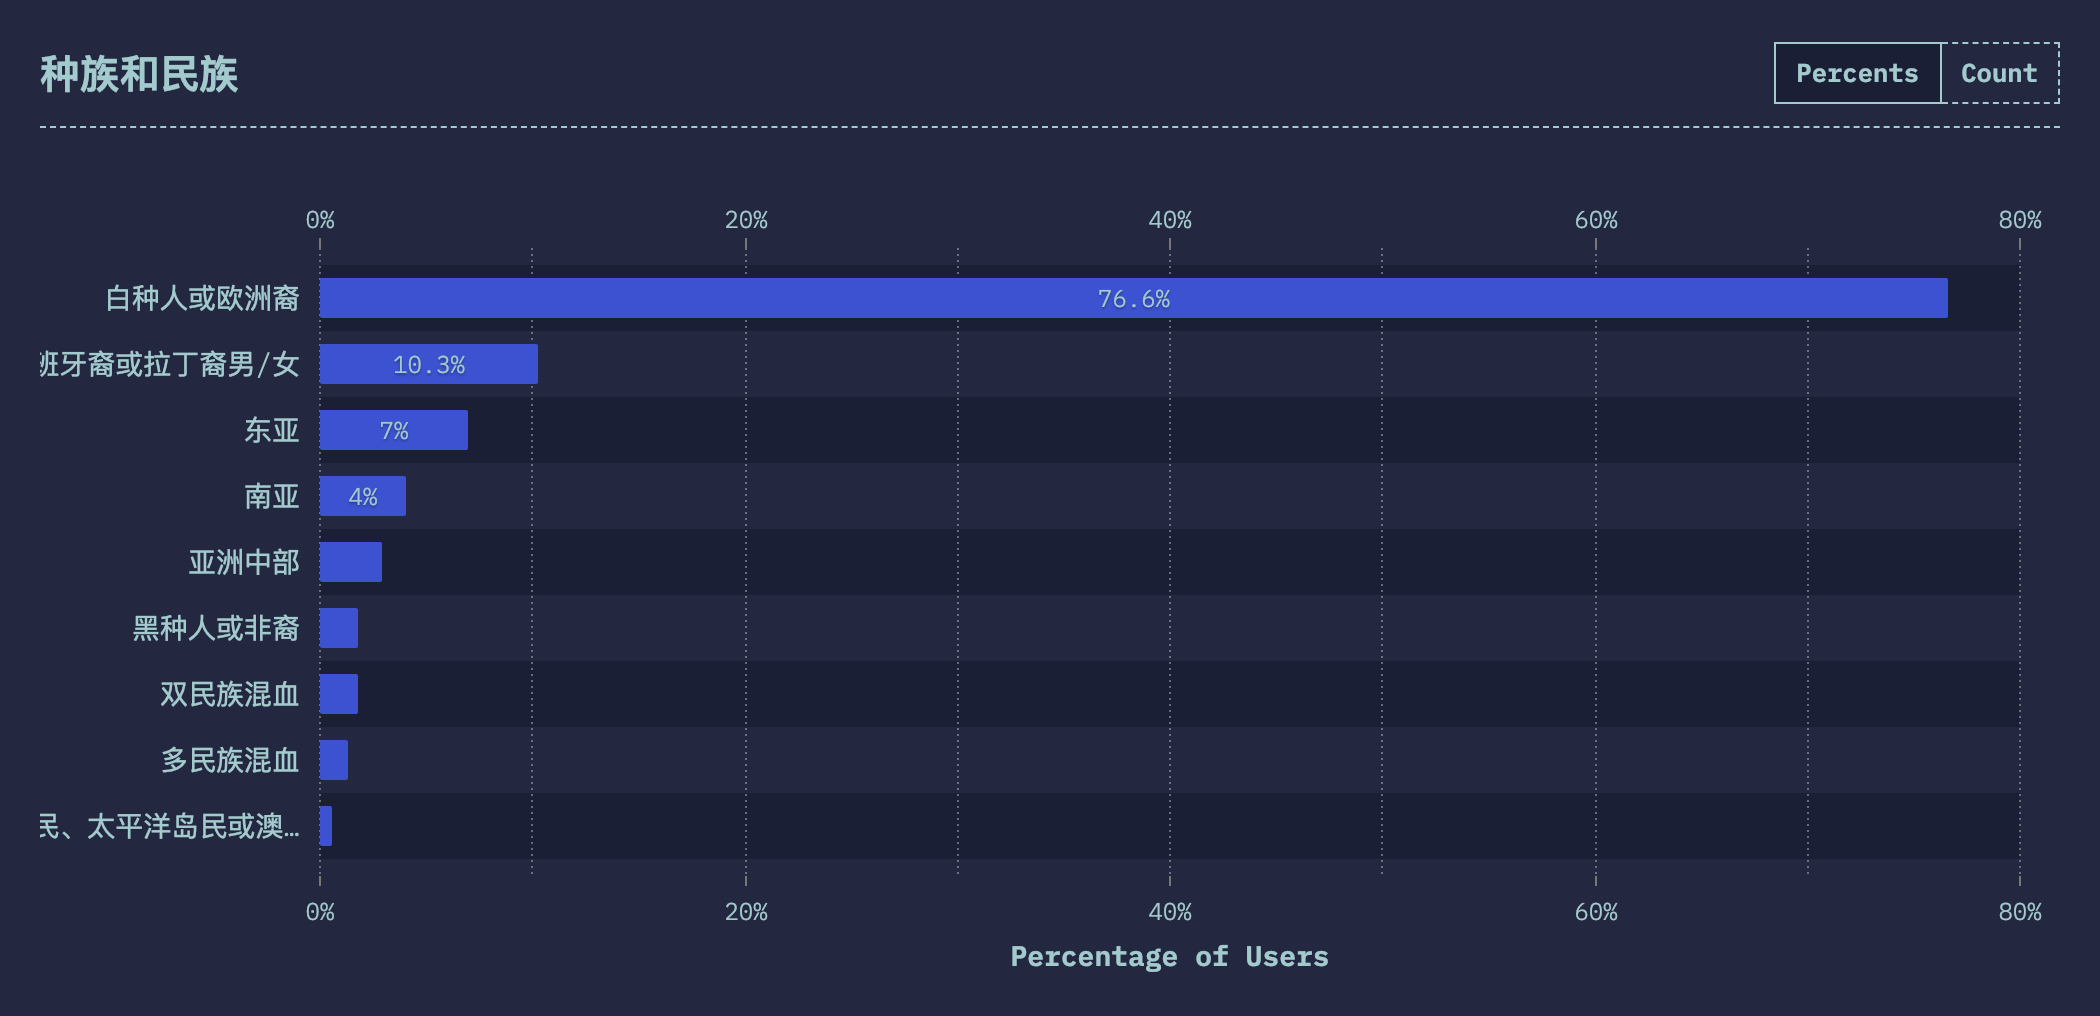 种族和民族
Percents
Count
0%
20%
40%
60%
80%
白种人或欧洲裔
76.6%
班牙裔或拉丁裔男/女
10.3%
东亚
7%
南亚
4%
亚洲中部
黑种人或非裔
双民族混血
多民族混血
民、太平洋岛民或澳…
0%
20%
40%
60%
80%
Percentage of Users